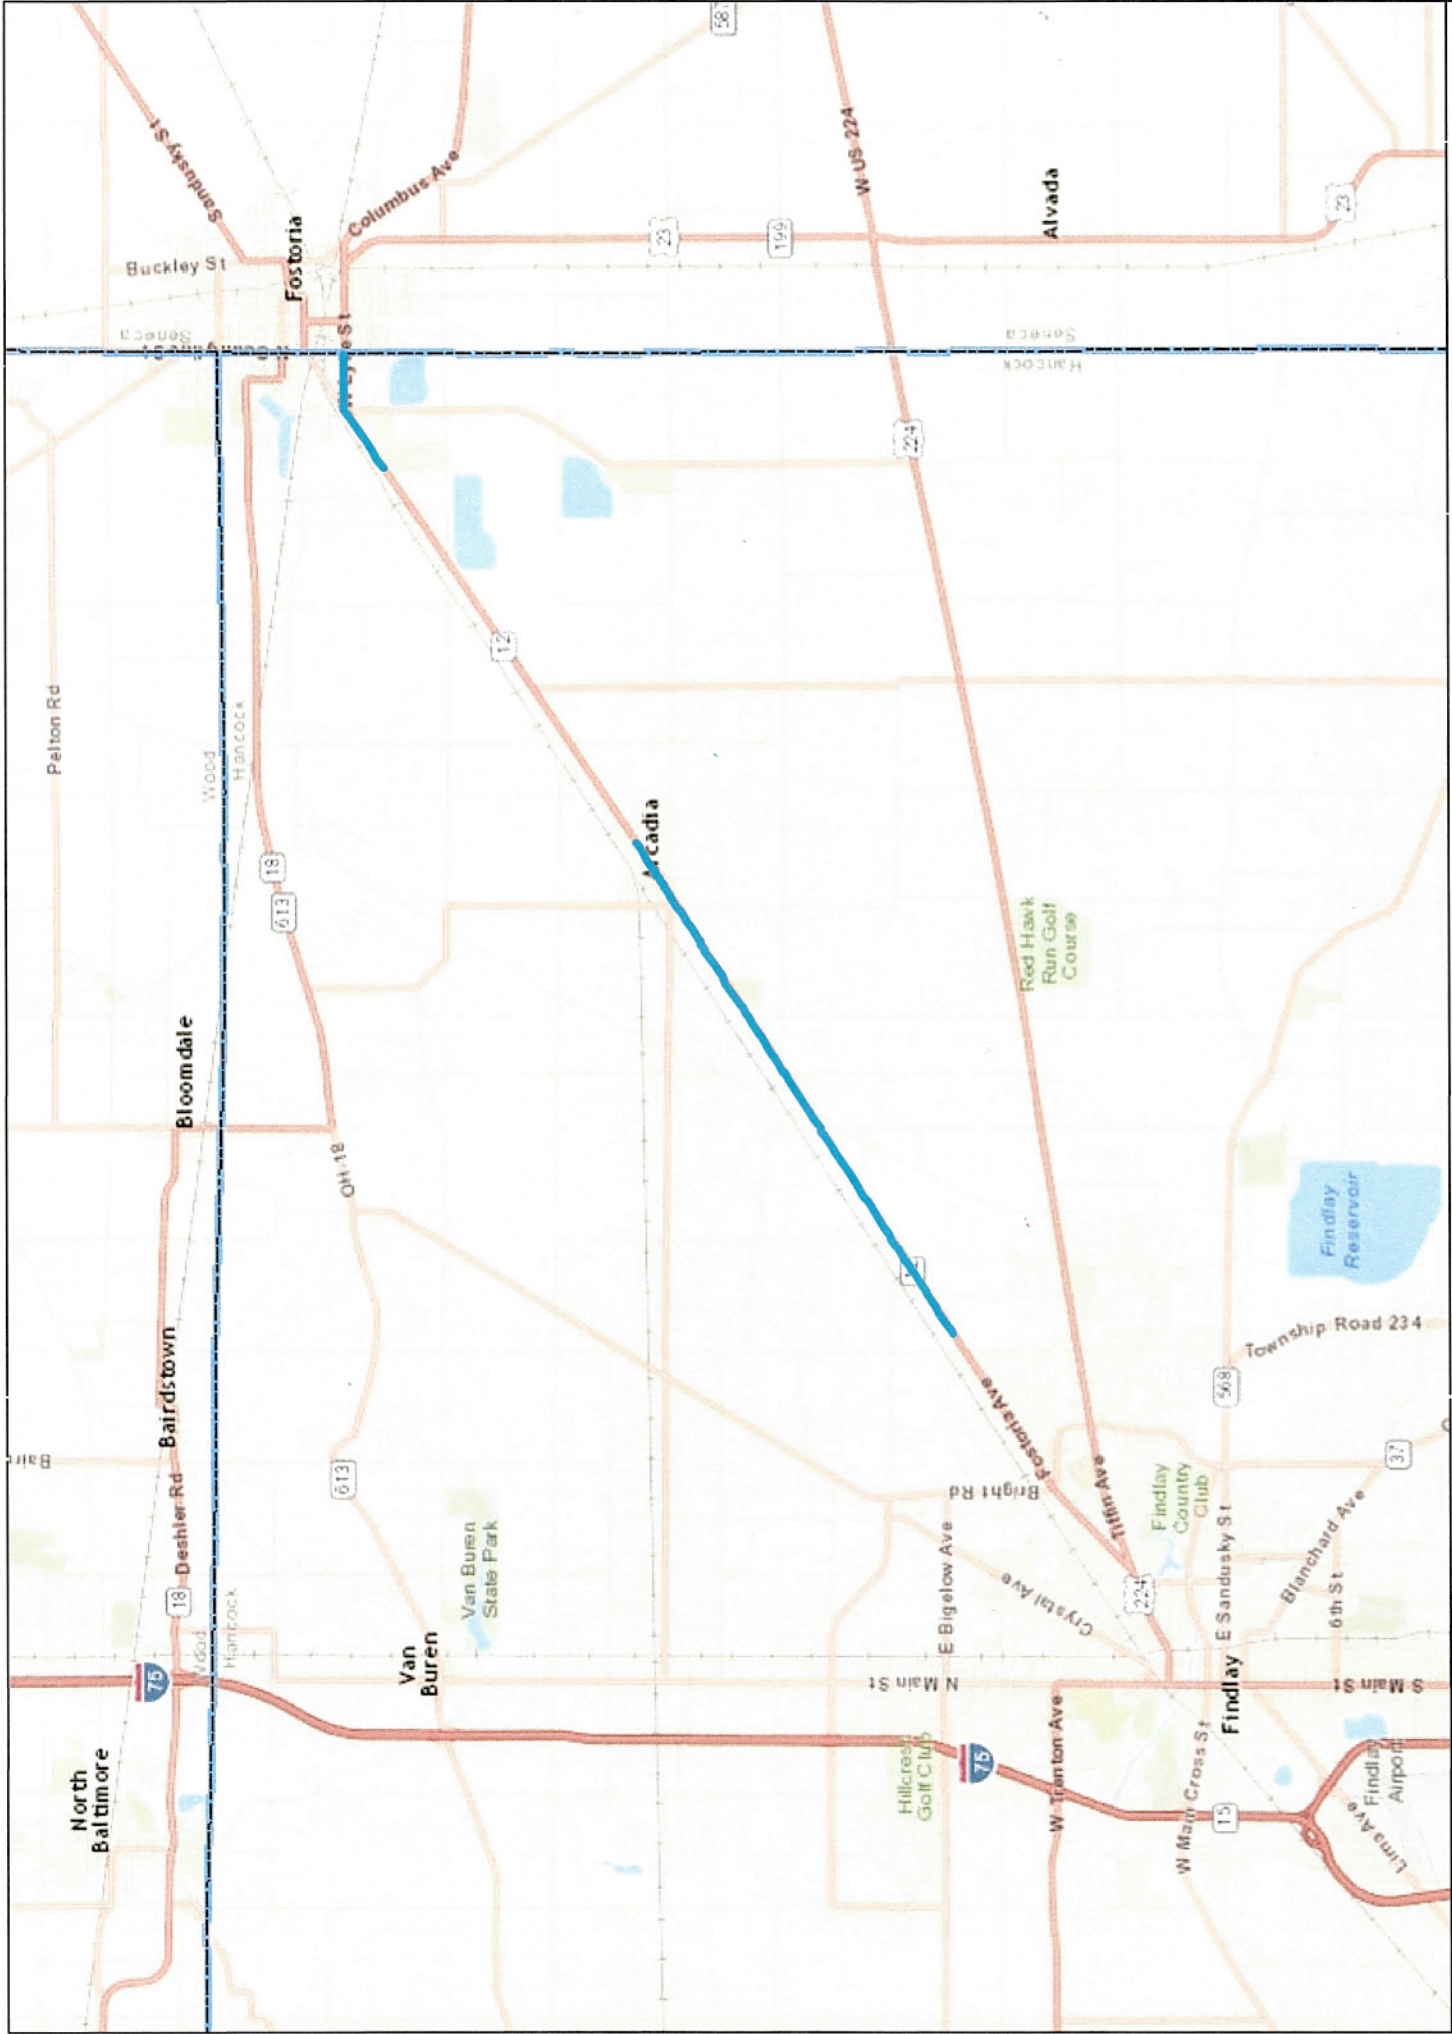 587
Sandusky St
Columbus Ave
W US-224
Alvada
23
Fostoria
Buckley St
23
199
Seneca
Seneca
Hancock
224
12
Pelton Rd
Wood
Hancock
18
613
Red Hawk
Run Golf
Course
Bloomdale
OH-18
Findlay
Reservoir
Township Road 234
568
Bairdstown
Fostoria Ave
37
613
Deshler Rd
Bright Rd
Tiffin Ave
Findlay
Country
Club
Van Buren
State Park
E Bigelow Ave
Crystal Ave
224
E Sandusky St
Blanchard Ave
6th St
18
Hancock
75
Van
Buren
N Main St
Findlay
S Main St
W Trenton Ave
W Main Cross St
75
Hillcrest
Golf Club
North
Baltimore
15
Findlay
Airport
Lima Ave